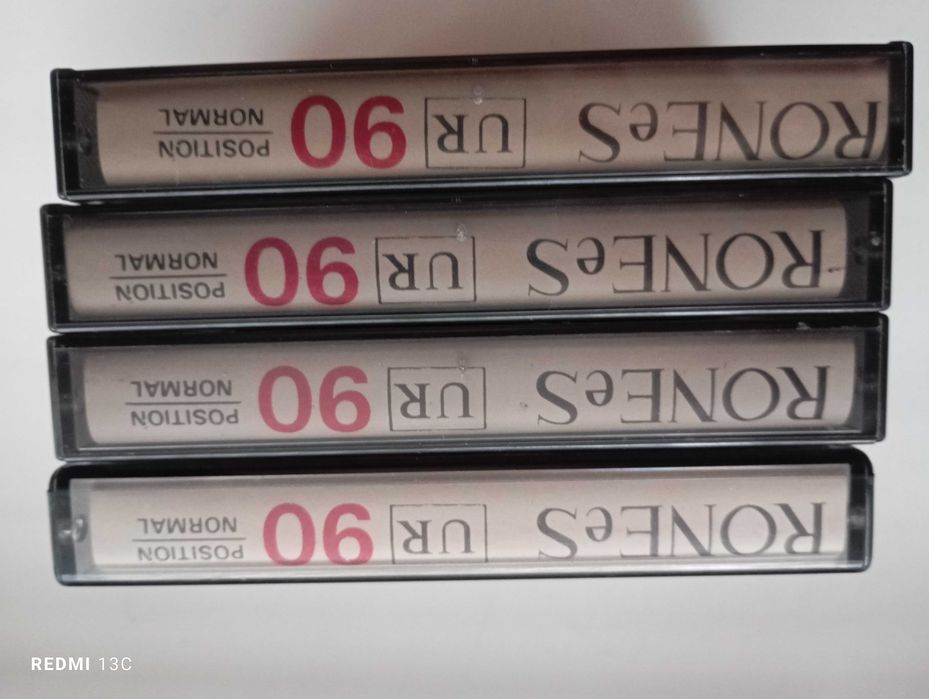 RONEeS UR 90 POSITION
NORMAL
RONEeS UR 90 POSITION
NORMAL
RONEeS UR 90 POSITION
NORMAL
RONEeS UR 90 POSITION
NORMAL
REDMI 13C